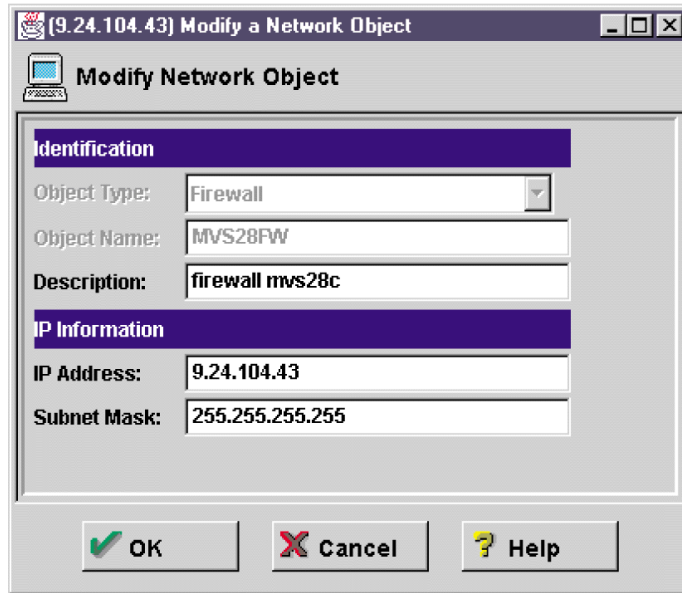 (9.24.104.43) Modify a Network Object
Modify Network Object
Identification
Object Type: Firewall
Object Name: MVS28FW
Description: firewall mvs28c
IP Information
IP Address: 9.24.104.43
Subnet Mask: 255.255.255.255
OK Cancel Help